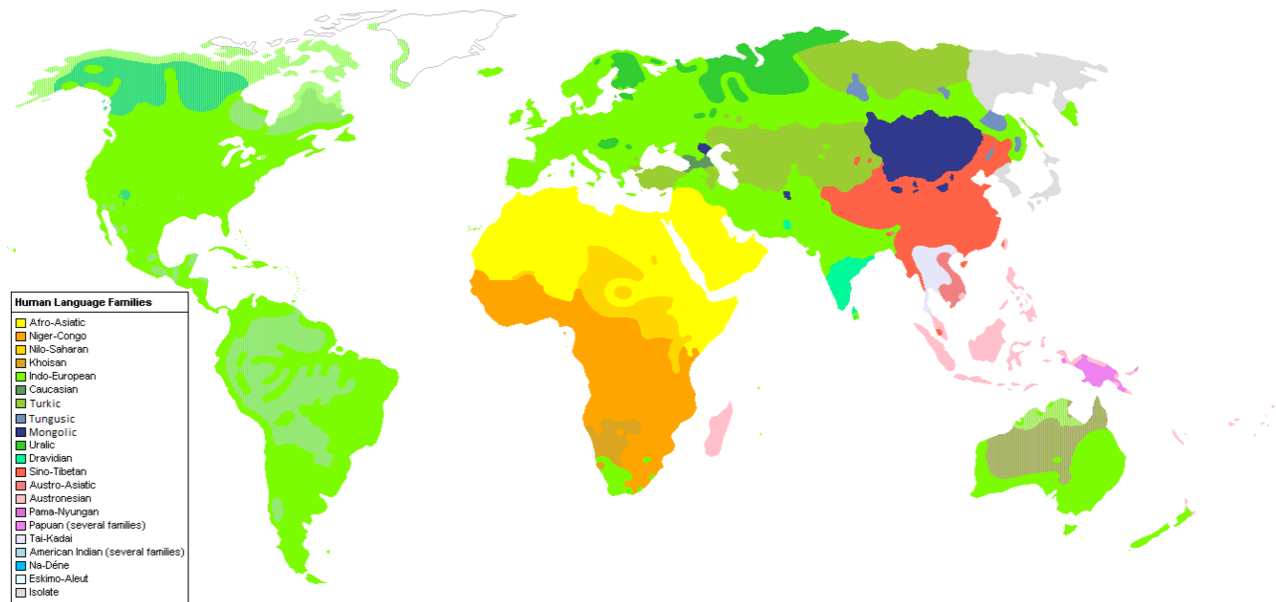 Human Language Families
Afro-Asiatic
Niger-Congo
Nilo-Saharan
Khoisan
Indo-European
Caucasian
Turkic
Tungusic
Mongolic
Uralic
Dravidian
Sino-Tibetan
Austro-Asiatic
Austronesian
Pama-Nyungan
Papuan (several families)
Tai-Kadai
American Indian (several families)
Na-Déne
Eskimo-Aleut
Isolate